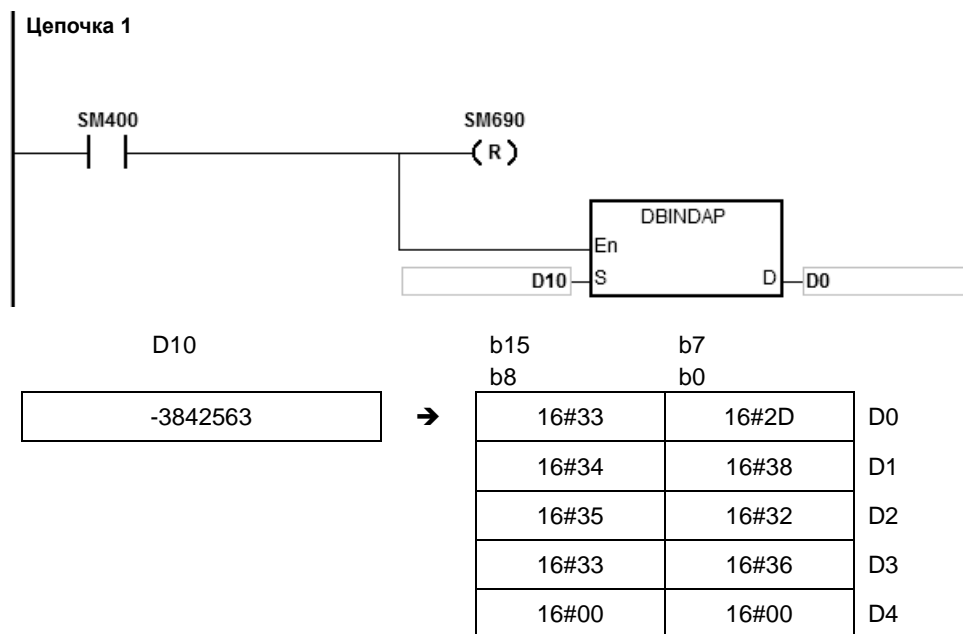 Цепочка 1
SM400
SM690
( R )
DBINDAP
En
D10 S D D0
D10 b15 b7
b8 b0
-3842563 ➔ 16#33 16#2D D0
16#34 16#38 D1
16#35 16#32 D2
16#33 16#36 D3
16#00 16#00 D4